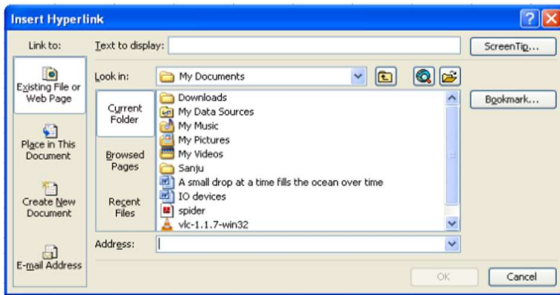 Insert Hyperlink
Link to:
Text to display:
ScreenTip...
Existing File or
Web Page
Look in:
My Documents
Bookmark...
Place in This
Document
Create New
Document
E-mail Address
Current
Folder
Browsed
Pages
Recent
Files
Downloads
My Data Sources
My Music
My Pictures
My Videos
Sanju
A small drop at a time fills the ocean over time
IO devices
spider
vlc-1.1.7-win32
Address:
OK
Cancel